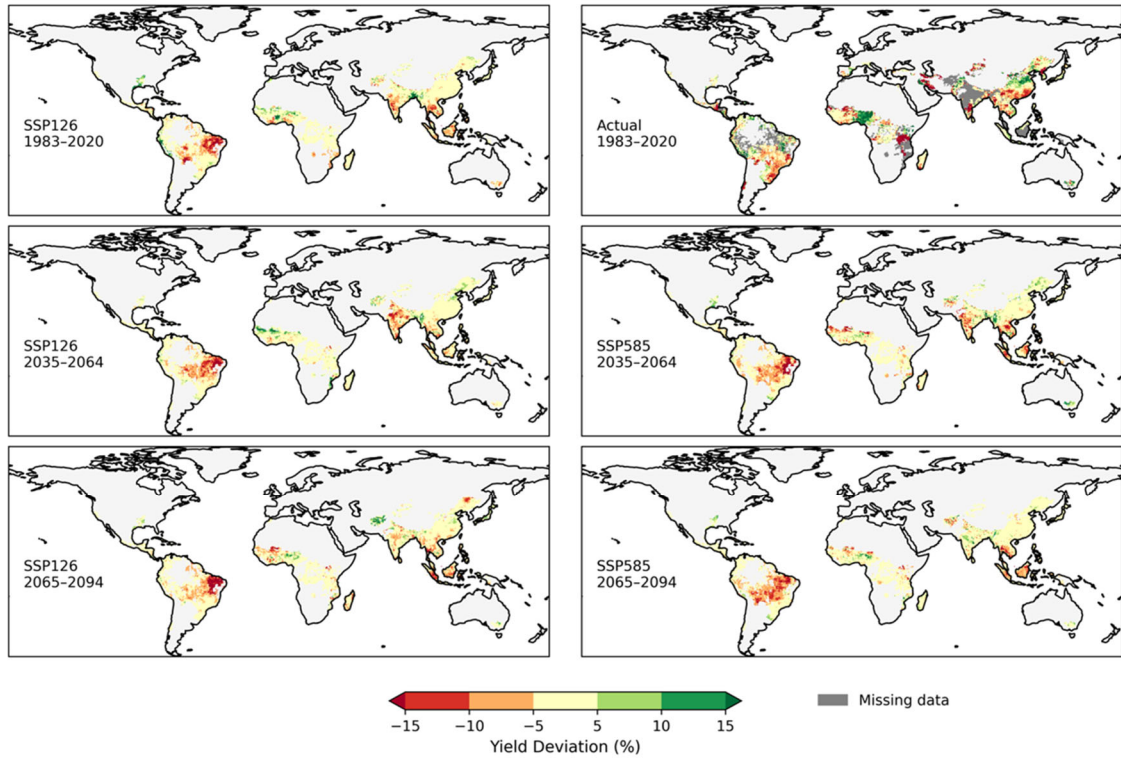 SSP126
1983–2020
Actual
1983–2020
SSP126
2035–2064
SSP585
2035–2064
SSP126
2065–2094
SSP585
2065–2094
−15 −10 −5 5 10 15
Yield Deviation (%)
Missing data